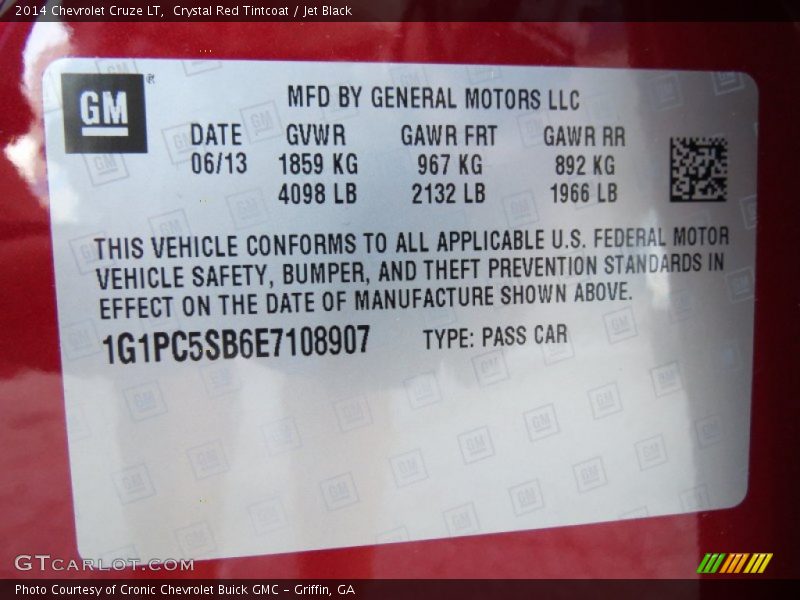 2014 Chevrolet Cruze LT,  Crystal Red Tintcoat / Jet Black
GM ®
MFD BY GENERAL MOTORS LLC
DATE GVWR GAWR FRT GAWR RR
06/13 1859 KG 967 KG 892 KG
4098 LB 2132 LB 1966 LB
THIS VEHICLE CONFORMS TO ALL APPLICABLE U.S. FEDERAL MOTOR
VEHICLE SAFETY, BUMPER, AND THEFT PREVENTION STANDARDS IN
EFFECT ON THE DATE OF MANUFACTURE SHOWN ABOVE.
1G1PC5SB6E7108907 TYPE: PASS CAR
GTCARLOT.COM
Photo Courtesy of Cronic Chevrolet Buick GMC – Griffin, GA